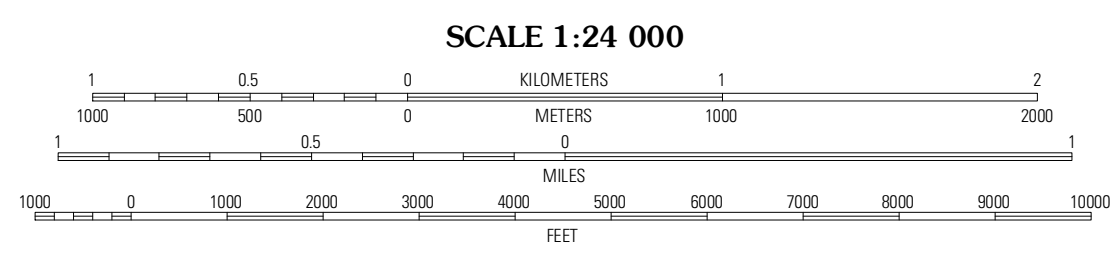 SCALE 1:24 000
1 0.5 0 KILOMETERS 1 2
1000 500 0 METERS 1000 2000
1 0.5 0 1
MILES
1000 0 1000 2000 3000 4000 5000 6000 7000 8000 9000 10000
FEET